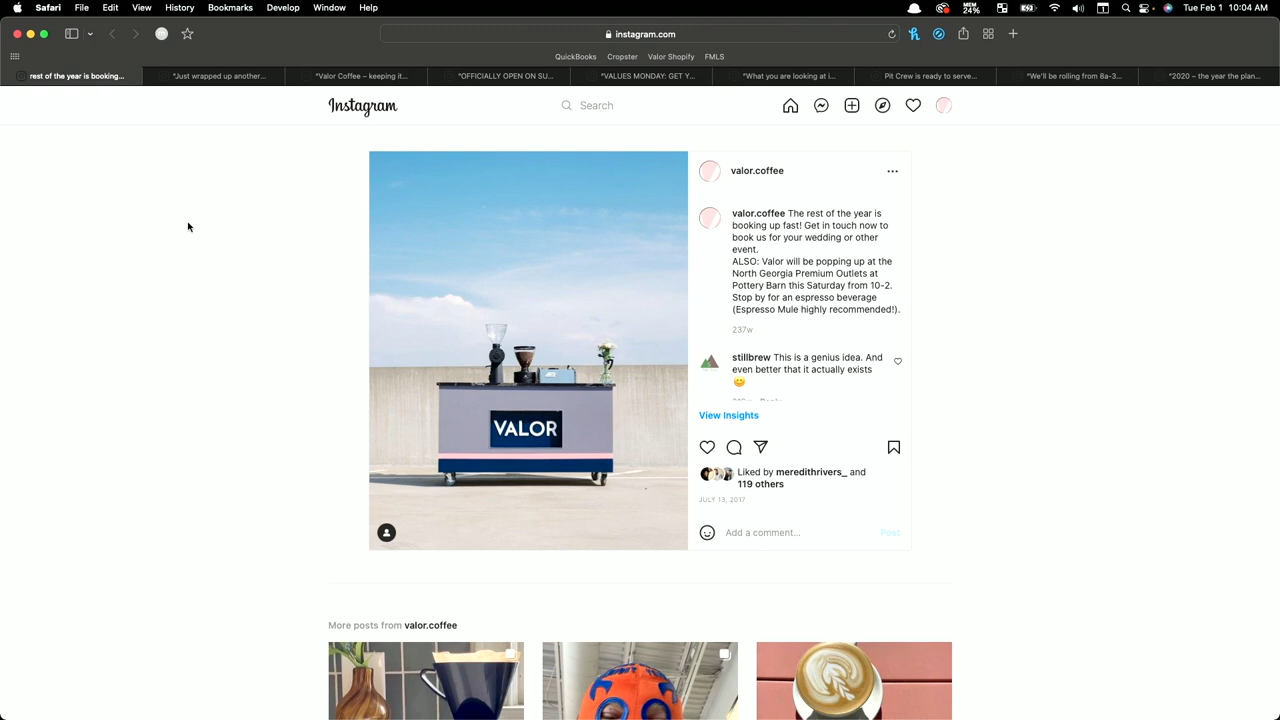 Safari File Edit View History Bookmarks Develop Window Help MEM 24% Tue Feb 1 10:04 AM
instagram.com
QuickBooks Cropster Valor Shopify FMLS
rest of the year is booking... "Just wrapped up another... "Valor Coffee – keeping it... "OFFICIALLY OPEN ON SU... "VALUES MONDAY: GET Y... "What you are looking at i... Pit Crew is ready to serve... "We'll be rolling from 8a-3... "2020 – the year the plan...
Instagram Search
valor.coffee
valor.coffee The rest of the year is
booking up fast! Get in touch now to
book us for your wedding or other
event.
ALSO: Valor will be popping up at the
North Georgia Premium Outlets at
Pottery Barn this Saturday from 10-2.
Stop by for an espresso beverage
(Espresso Mule highly recommended!).
237w
stillbrew This is a genius idea. And
even better that it actually exists
😀
View Insights
VALOR
Liked by meredithrivers_ and
119 others
JULY 13, 2017
Add a comment... Post
More posts from valor.coffee